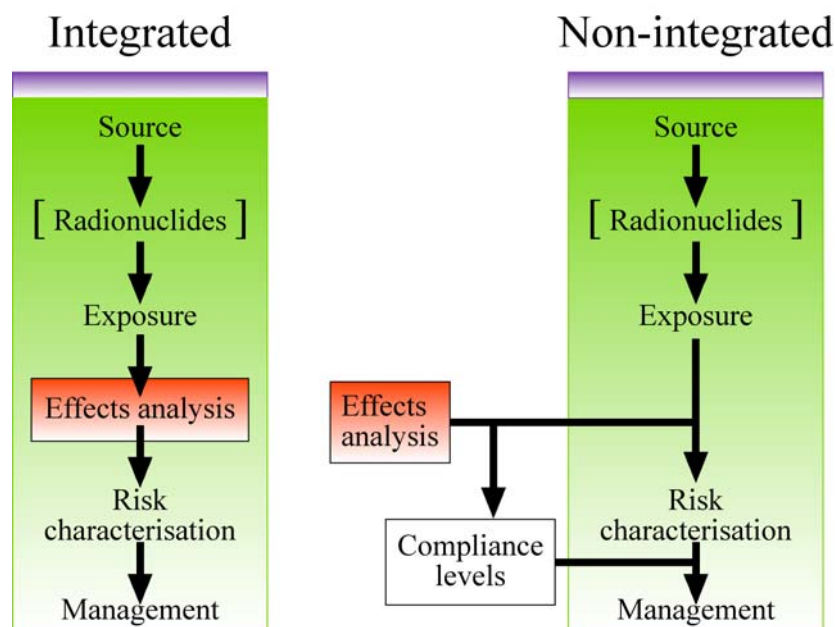 Integrated
Source
[ Radionuclides ]
Exposure
Effects analysis
Risk
characterisation
Management
Non-integrated
Source
[ Radionuclides ]
Exposure
Effects
analysis
Risk
characterisation
Compliance
levels
Management